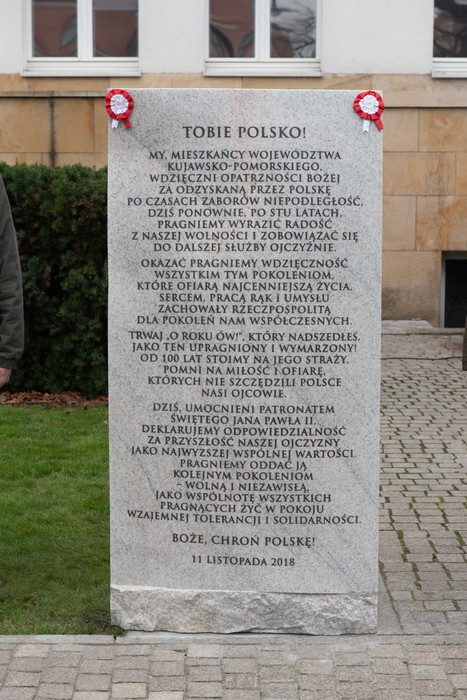 TOBIE POLSKO!
MY, MIESZKAŃCY WOJEWÓDZTWA
KUJAWSKO-POMORSKIEGO,
WDZIĘCZNI OPATRZNOŚCI BOŻEJ
ZA ODZYSKANĄ PRZEZ POLSKĘ
PO CZASACH ZABORÓW NIEPODLEGŁOŚĆ,
DZIŚ PONOWNIE, PO STU LATACH,
PRAGNIEMY WYRAZIĆ RADOŚĆ
Z NASZEJ WOLNOŚCI I ZOBOWIĄZAĆ SIĘ
DO DALSZEJ SŁUŻBY OJCZYŹNIE.
OKAZAĆ PRAGNIEMY WDZIĘCZNOŚĆ
WSZYSTKIM TYM POKOLENIOM,
KTÓRE OFIARĄ NAJCENNIEJSZĄ ŻYCIA,
SERCEM, PRACĄ RĄK I UMYSŁU
ZACHOWAŁY RZECZPOSPOLITĄ
DLA POKOLEŃ NAM WSPÓŁCZESNYCH.
TRWAJ „O ROKU ÓW!”, KTÓRY NADSZEDŁEŚ,
JAKO TEN UPRAGNIONY I WYMARZONY!
OD 100 LAT STOIMY NA JEGO STRAŻY,
POMNI NA MIŁOŚĆ I OFIARĘ,
KTÓRYCH NIE SZCZĘDZILI POLSCE
NASI OJCOWIE.
DZIŚ, UMOCNIENI PATRONATEM
ŚWIĘTEGO JANA PAWŁA II,
DEKLARUJEMY ODPOWIEDZIALNOŚĆ
ZA PRZYSZŁOŚĆ NASZEJ OJCZYZNY
JAKO NAJWYŻSZEJ WSPÓLNEJ WARTOŚCI.
PRAGNIEMY ODDAĆ JĄ
KOLEJNYM POKOLENIOM
– WOLNĄ I NIEZAWISŁĄ,
JAKO WSPÓLNOTĘ WSZYSTKICH
PRAGNĄCYCH ŻYĆ W POKOJU
WZAJEMNEJ TOLERANCJI I SOLIDARNOŚCI.
BOŻE, CHROŃ POLSKĘ!
11 LISTOPADA 2018